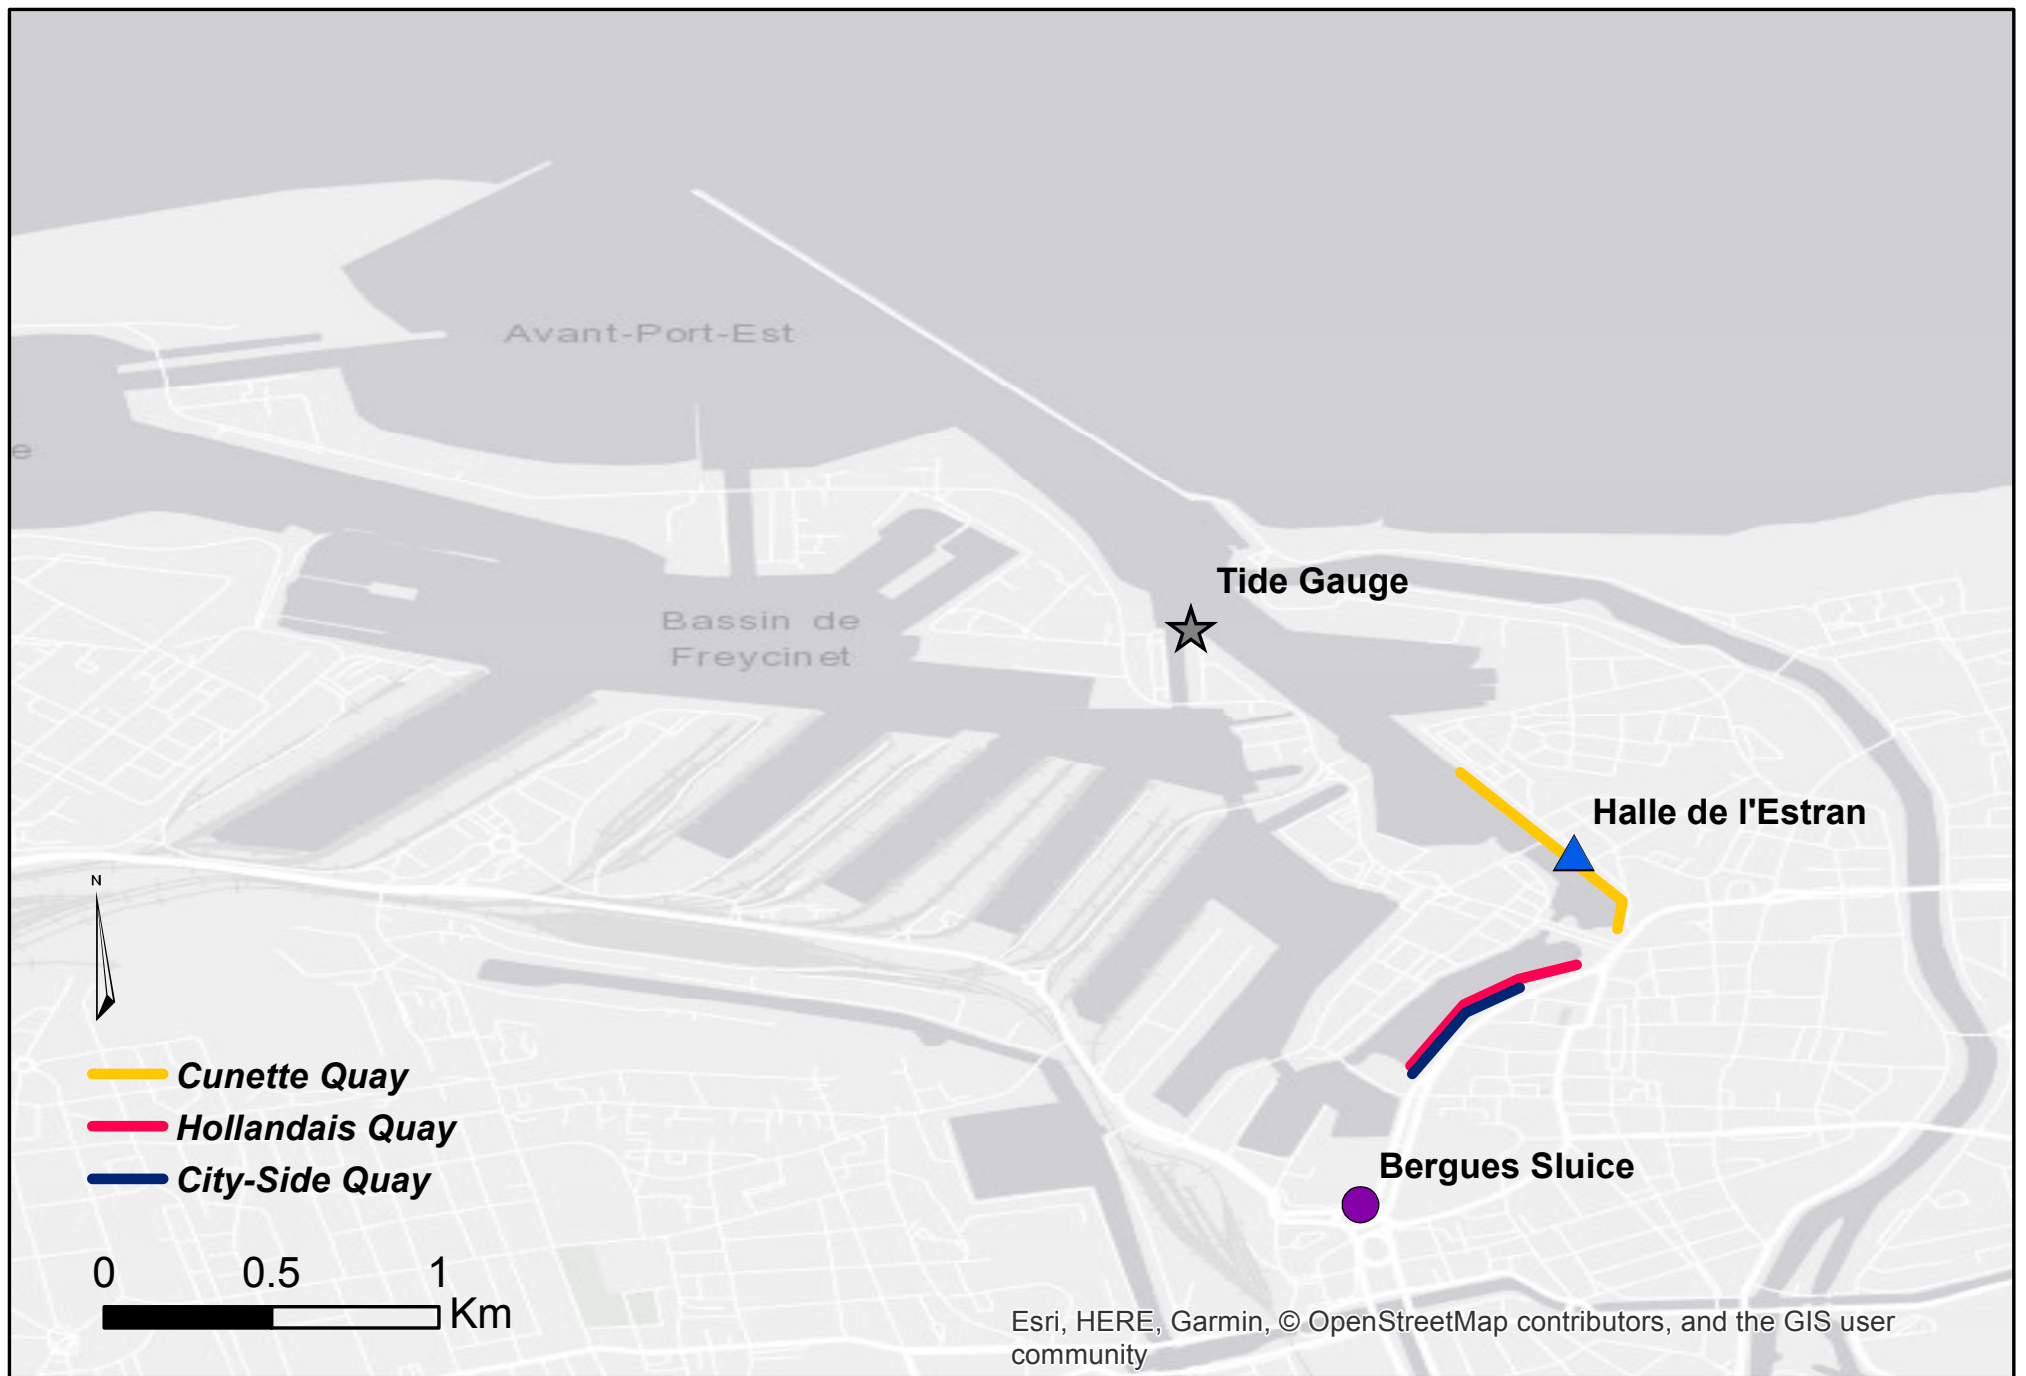 Avant-Port-Est
e
Tide Gauge
Bassin de
Freycinet
Halle de l'Estran
N
Cunette Quay
Hollandais Quay
City-Side Quay
Bergues Sluice
0 0.5 1
Km
Esri, HERE, Garmin, © OpenStreetMap contributors, and the GIS user
community